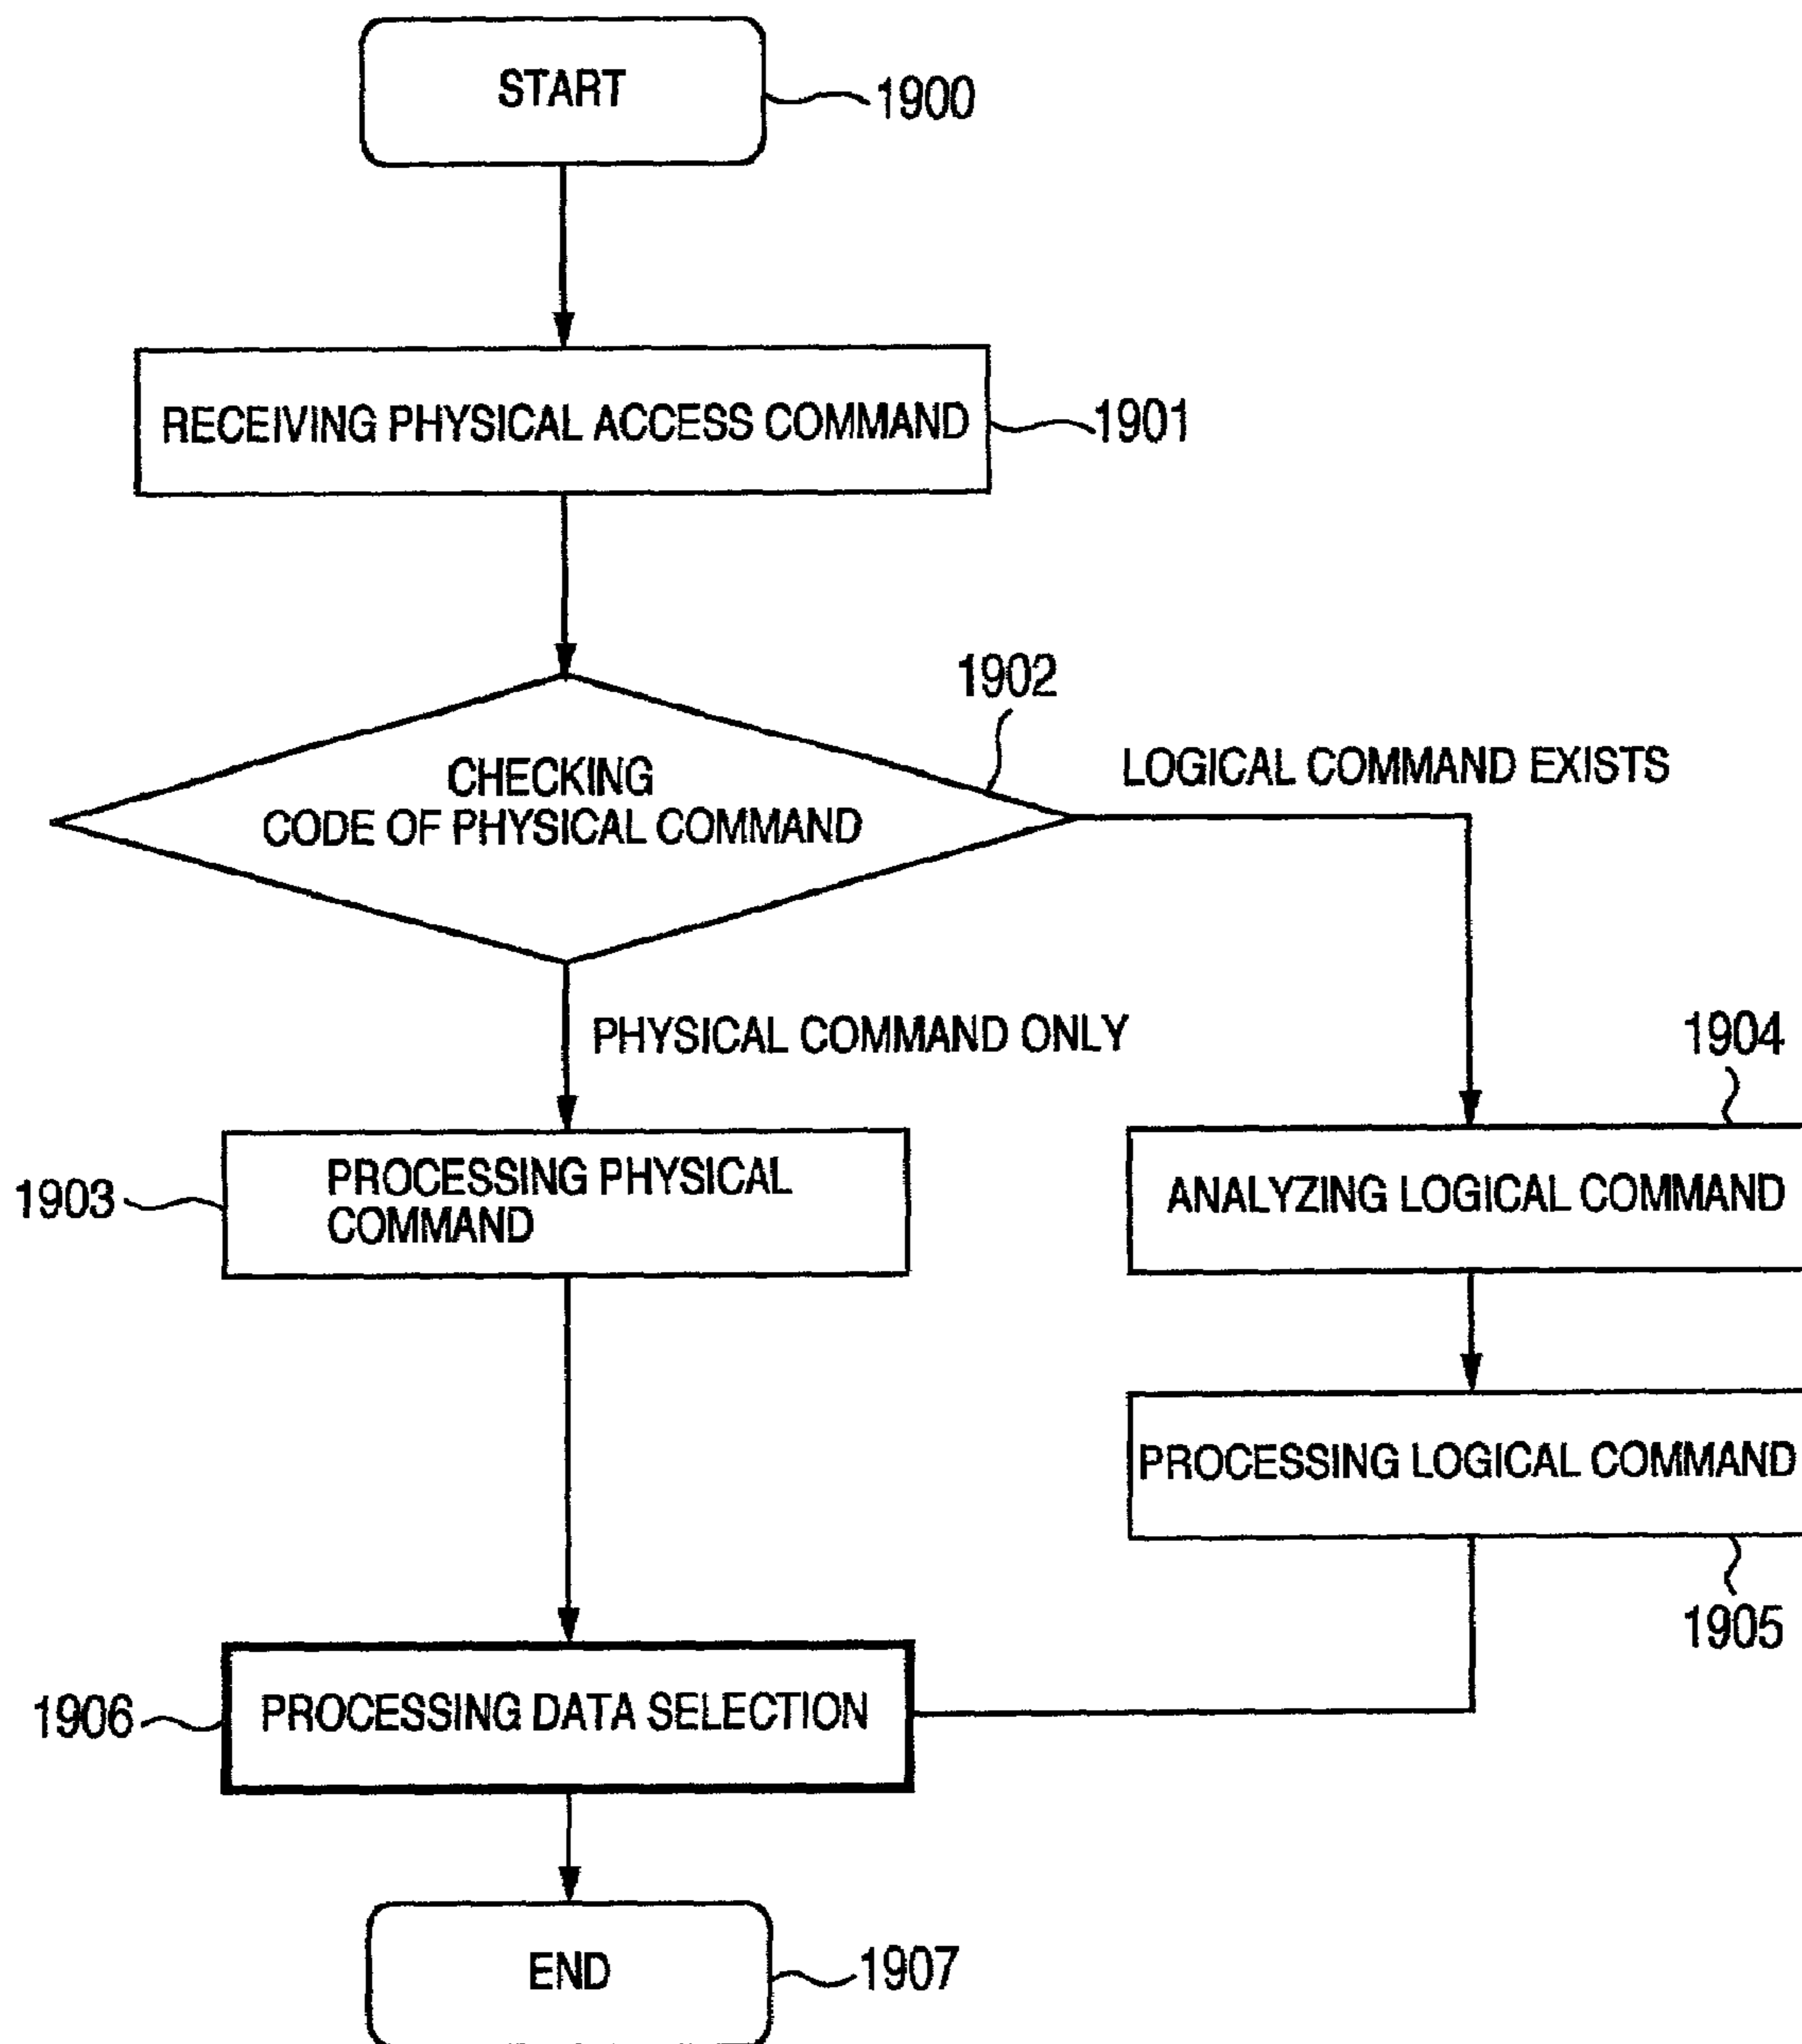 START
1900
RECEIVING PHYSICAL ACCESS COMMAND
1901
1902
CHECKING
CODE OF PHYSICAL COMMAND
LOGICAL COMMAND EXISTS
PHYSICAL COMMAND ONLY
1904
1903
PROCESSING PHYSICAL
COMMAND
ANALYZING LOGICAL COMMAND
PROCESSING LOGICAL COMMAND
1905
1906
PROCESSING DATA SELECTION
END
1907